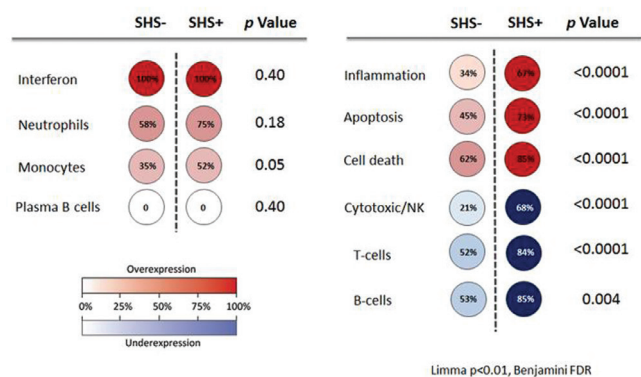 SHS- SHS+ p Value
Interferon 100% 100% 0.40
Neutrophils 58% 75% 0.18
Monocytes 35% 52% 0.05
Plasma B cells 0 0 0.40
Overexpression
0% 25% 50% 75% 100%
Underexpression
SHS- SHS+ p Value
Inflammation 34% 67% <0.0001
Apoptosis 45% 73% <0.0001
Cell death 62% 85% <0.0001
Cytotoxic/NK 21% 68% <0.0001
T-cells 52% 84% <0.0001
B-cells 53% 85% 0.004
Limma p<0.01, Benjamini FDR